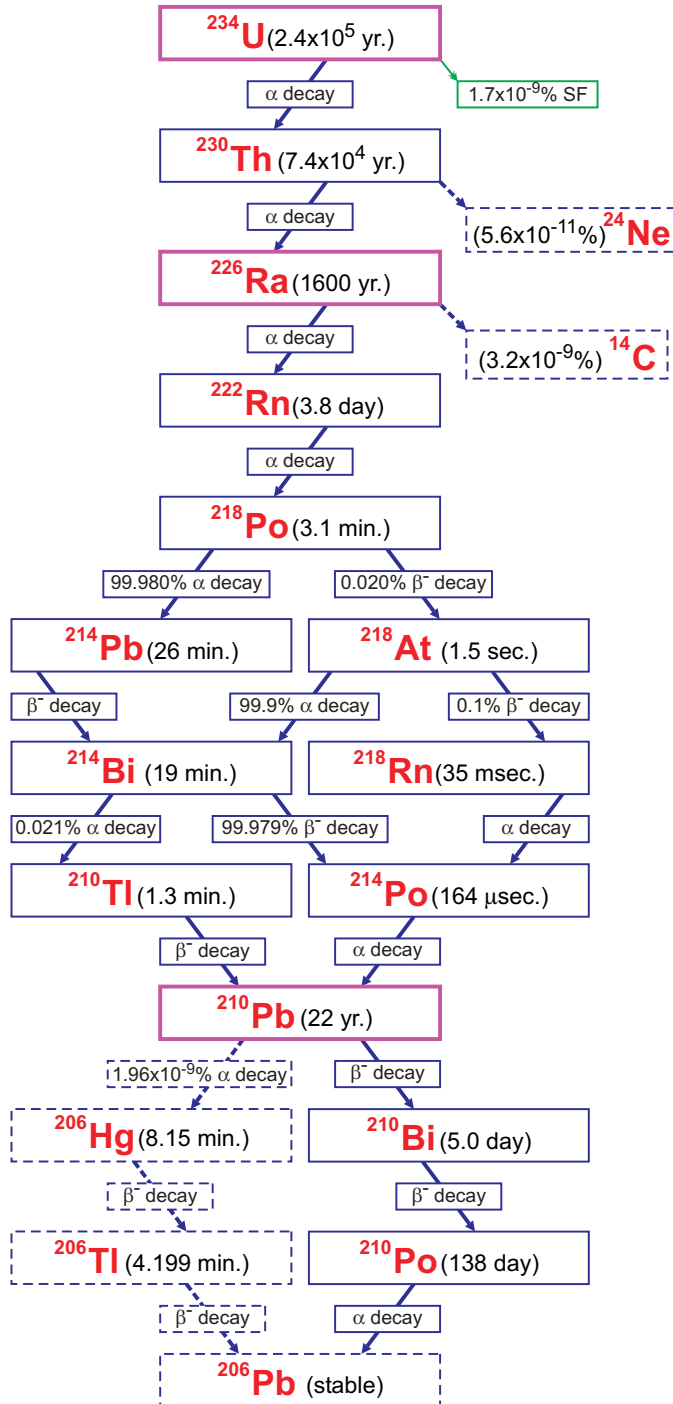 ²³⁴U (2.4x10⁵ yr.)
α decay
1.7x10⁻⁹% SF
²³⁰Th (7.4x10⁴ yr.)
α decay
(5.6x10⁻¹¹%) ²⁴Ne
²²⁶Ra (1600 yr.)
α decay
(3.2x10⁻⁹%) ¹⁴C
²²²Rn (3.8 day)
α decay
²¹⁸Po (3.1 min.)
99.980% α decay
0.020% β⁻ decay
²¹⁴Pb (26 min.)
²¹⁸At (1.5 sec.)
β⁻ decay
99.9% α decay
0.1% β⁻ decay
²¹⁴Bi (19 min.)
²¹⁸Rn (35 msec.)
0.021% α decay
99.979% β⁻ decay
α decay
²¹⁰Tl (1.3 min.)
²¹⁴Po (164 μsec.)
β⁻ decay
α decay
²¹⁰Pb (22 yr.)
1.96x10⁻⁹% α decay
β⁻ decay
²⁰⁶Hg (8.15 min.)
²¹⁰Bi (5.0 day)
β⁻ decay
β⁻ decay
²⁰⁶Tl (4.199 min.)
²¹⁰Po (138 day)
β⁻ decay
α decay
²⁰⁶Pb (stable)